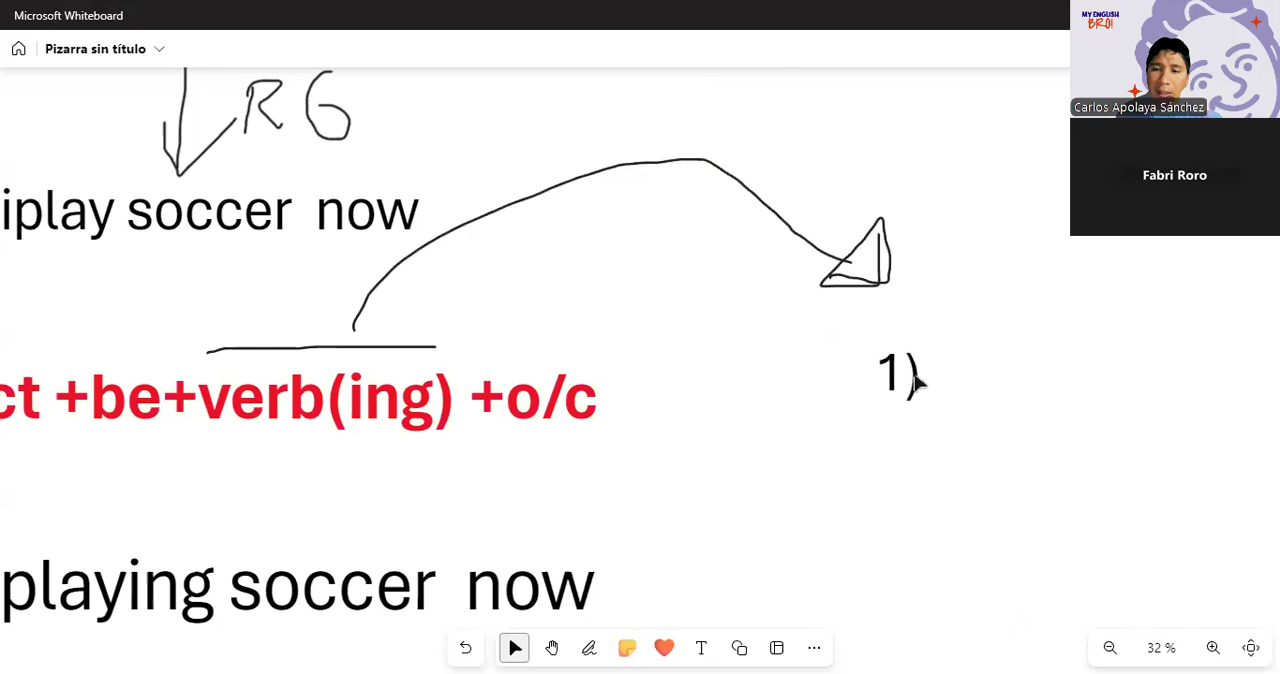 Microsoft Whiteboard
Pizarra sin título
MY ENGLISH
BRO!
Carlos Apolaya Sánchez
Fabri Roro
RG
iplay soccer now
1)
ct +be+verb(ing) +o/c
playing soccer now
32 %